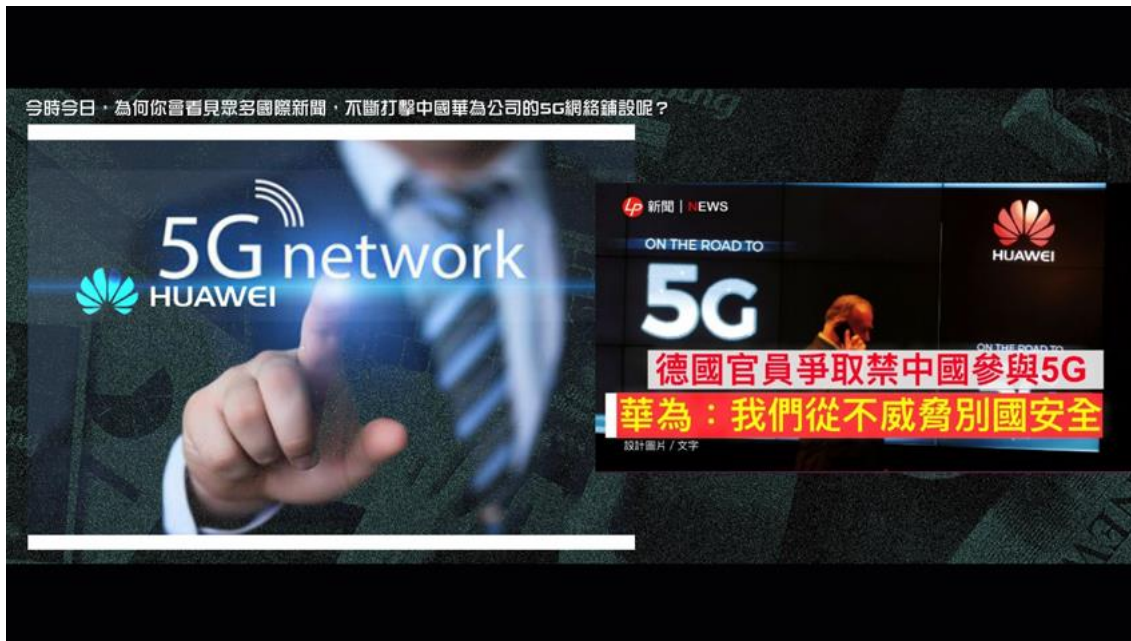 今時今日，為何你會看見眾多國際新聞，不斷打擊中國華為公司的5G網絡鋪設呢？
5G network
HUAWEI
Lp 新聞 | NEWS
ON THE ROAD TO
5G
HUAWEI
ON THE ROAD TO
德國官員爭取禁中國參與5G
華為：我們從不威脅別國安全
設計圖片 / 文字